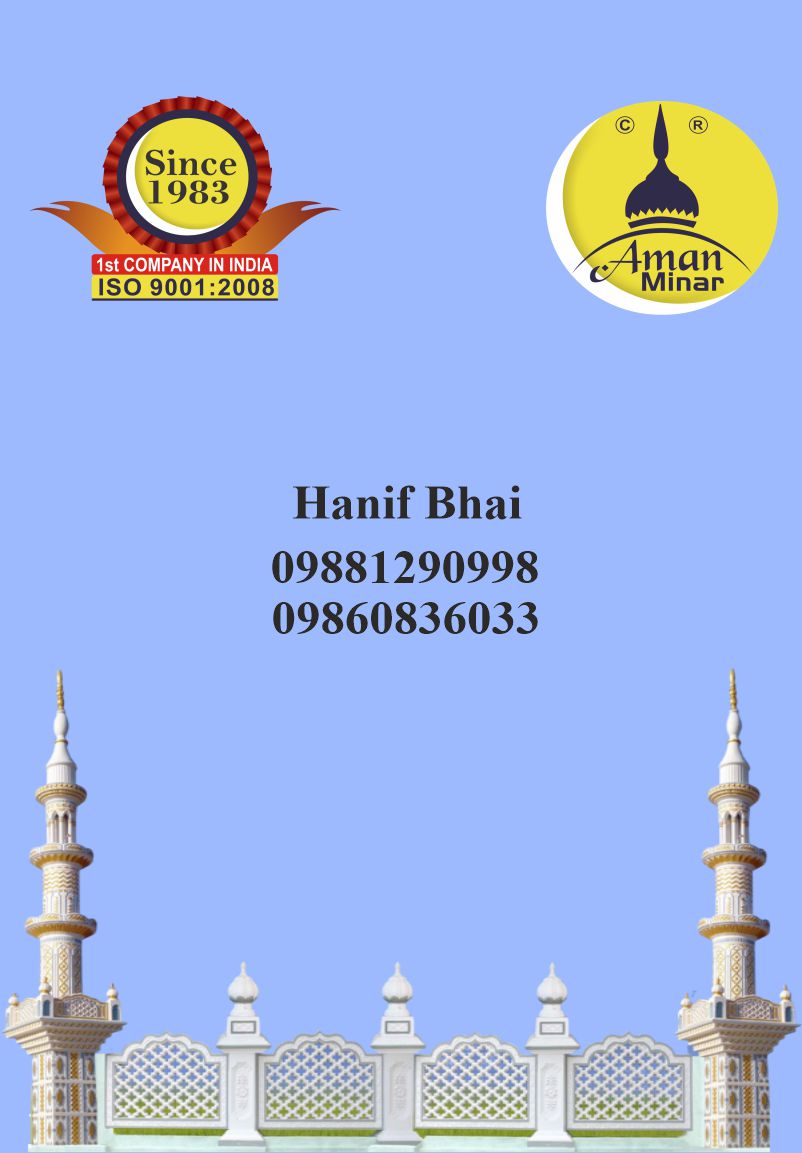 Since
1983
1st COMPANY IN INDIA
ISO 9001:2008
© ®
Aman
Minar
Hanif Bhai
09881290998
09860836033